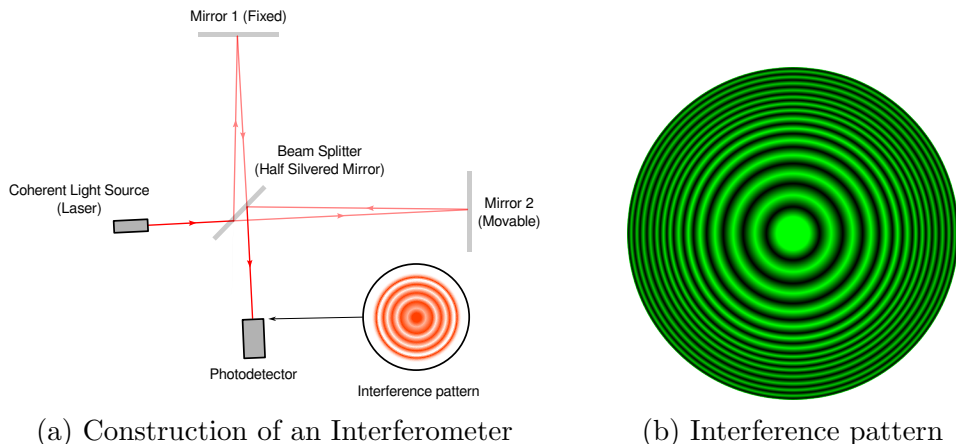 Mirror 1 (Fixed)
Beam Splitter
(Half Silvered Mirror)
Coherent Light Source
(Laser)
Mirror 2
(Movable)
Photodetector
Interference pattern
(a) Construction of an Interferometer
(b) Interference pattern